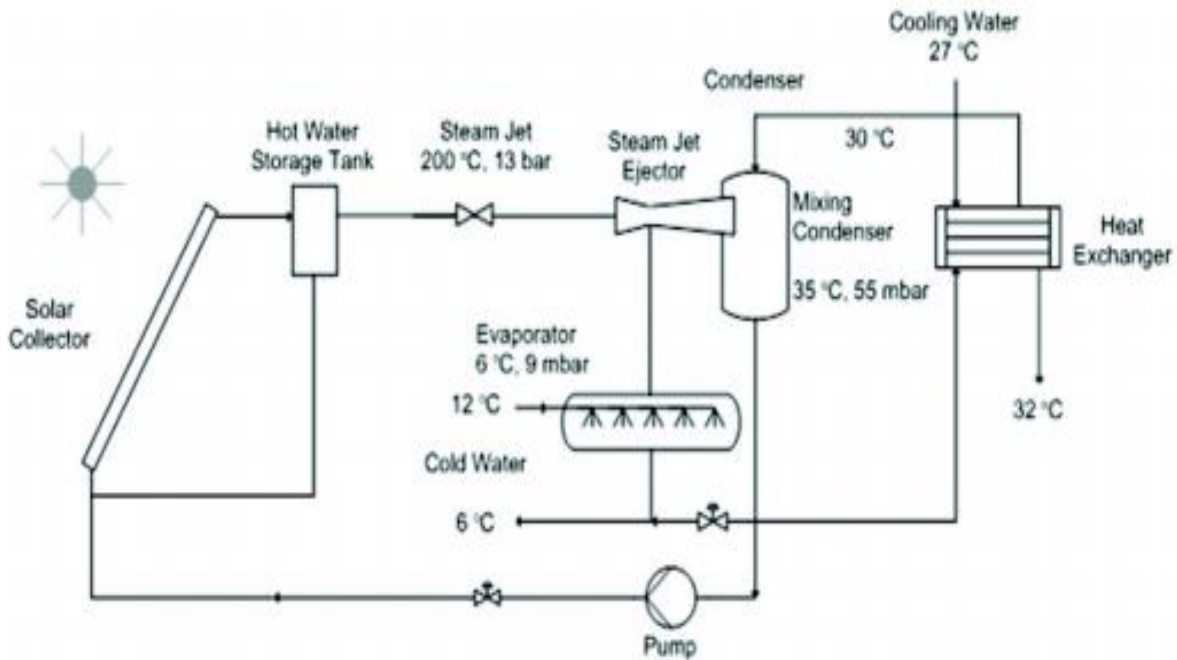 Cooling Water
27 °C
Condenser
30 °C
Hot Water
Storage Tank
Steam Jet
200 °C, 13 bar
Steam Jet
Ejector
Mixing
Condenser
35 °C, 55 mbar
Heat
Exchanger
Solar
Collector
Evaporator
6 °C, 9 mbar
12 °C
32 °C
Cold Water
6 °C
Pump